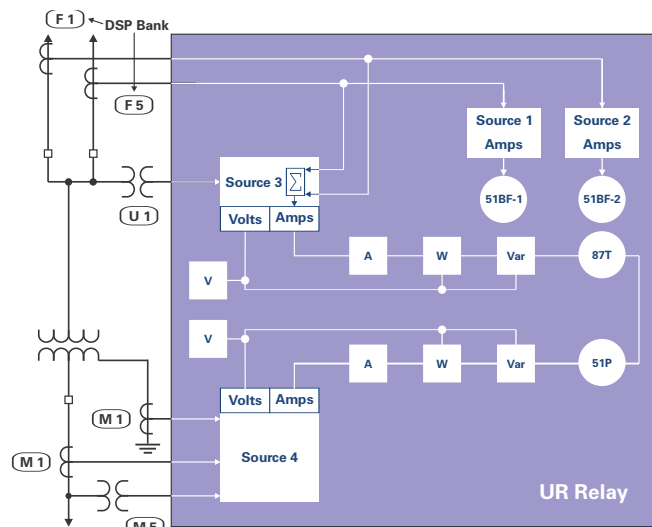 F 1
DSP Bank
F 5
Source 1
Amps
Source 2
Amps
Source 3
Σ
U 1
51BF-1
51BF-2
Volts
Amps
A
W
Var
87T
V
V
A
W
Var
51P
Volts
Amps
M 1
Source 4
M 1
UR Relay
M 5